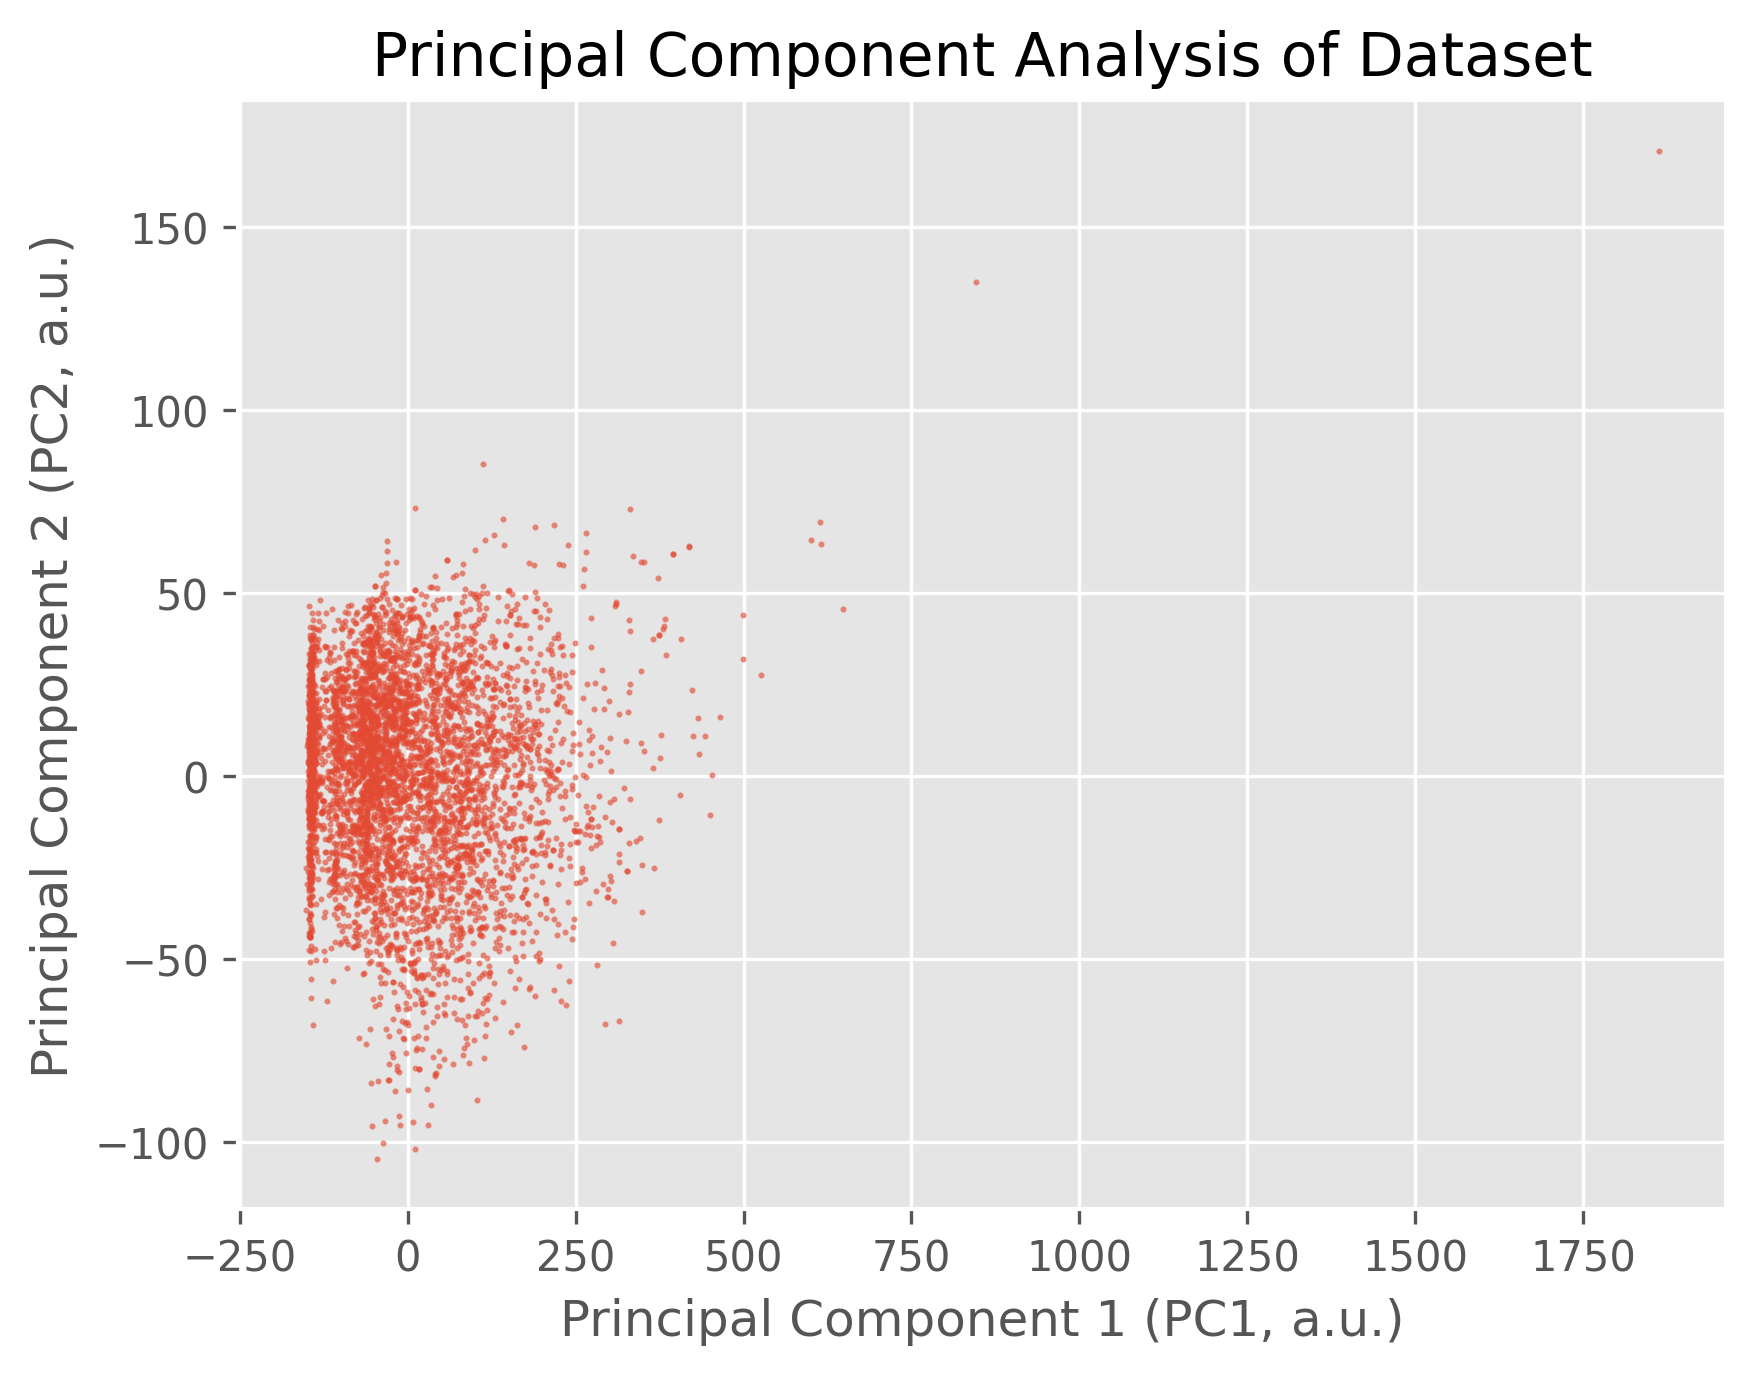 Principal Component Analysis of Dataset
Principal Component 2 (PC2, a.u.)
150
100
50
0
−50
−100
−250 0 250 500 750 1000 1250 1500 1750
Principal Component 1 (PC1, a.u.)